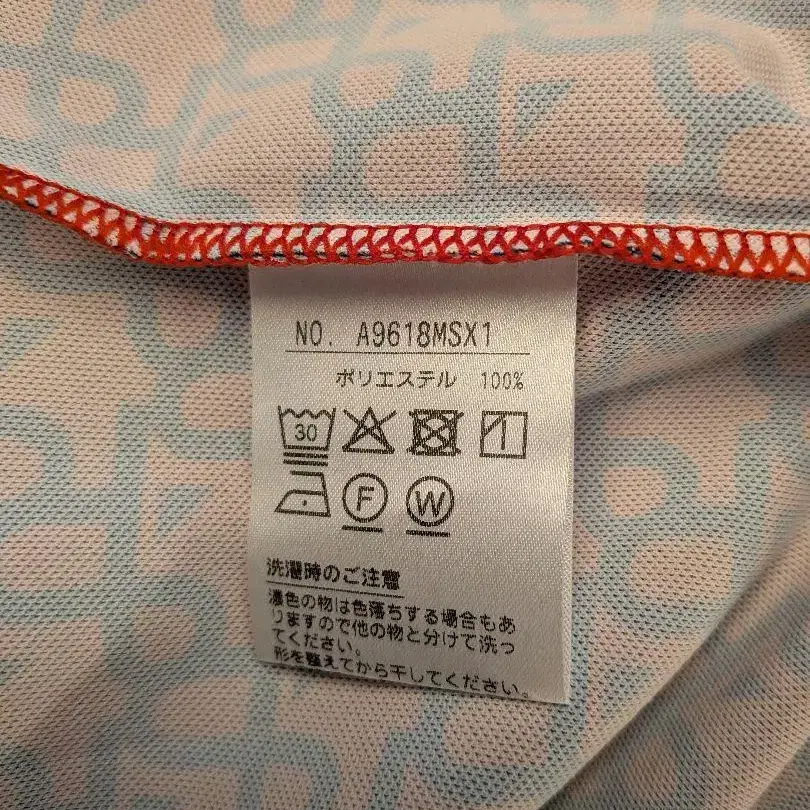 NO. A9618MSX1
ポリエステル 100%
30
F W
洗濯時のご注意
濃色の物は色落ちする場合もあ
りますので他の物と分けて洗っ
てください。
形を整えてから干してください。